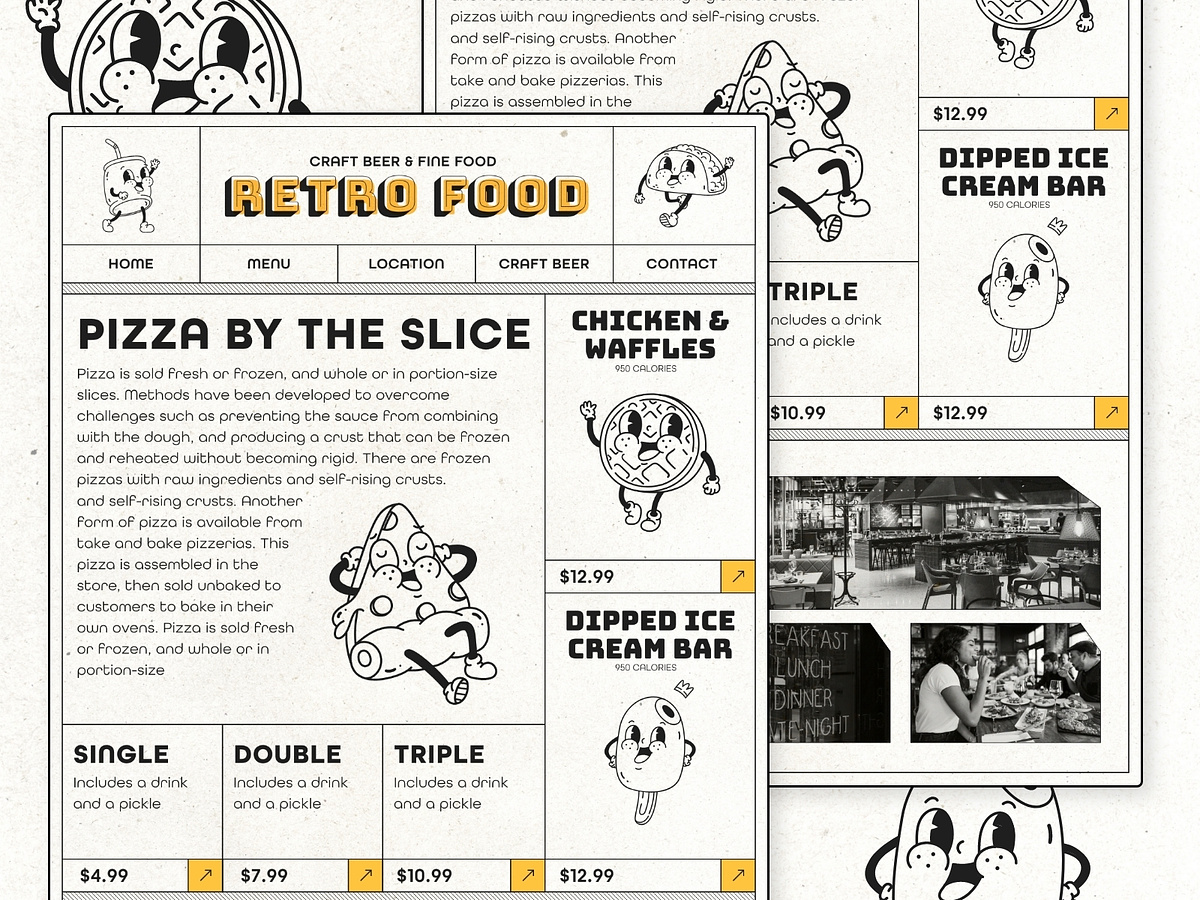 pizzas with raw ingredients and self-rising crusts.
and self-rising crusts. Another
form of pizza is available from
take and bake pizzerias. This
pizza is assembled in the
$12.99
DIPPED ICE
CREAM BAR
950 CALORIES
TRIPLE
includes a drink
and a pickle
$10.99
$12.99
BREAKFAST
LUNCH
DINNER
LATE-NIGHT
CRAFT BEER & FINE FOOD
RETRO FOOD
HOME
MENU
LOCATION
CRAFT BEER
CONTACT
PIZZA BY THE SLICE
Pizza is sold fresh or frozen, and whole or in portion-size
slices. Methods have been developed to overcome
challenges such as preventing the sauce from combining
with the dough, and producing a crust that can be frozen
and reheated without becoming rigid. There are frozen
pizzas with raw ingredients and self-rising crusts.
and self-rising crusts. Another
form of pizza is available from
take and bake pizzerias. This
pizza is assembled in the
store, then sold unbaked to
customers to bake in their
own ovens. Pizza is sold fresh
or frozen, and whole or in
portion-size
CHICKEN &
WAFFLES
950 CALORIES
$12.99
DIPPED ICE
CREAM BAR
950 CALORIES
$12.99
SINGLE
Includes a drink
and a pickle
$4.99
DOUBLE
Includes a drink
and a pickle
$7.99
TRIPLE
Includes a drink
and a pickle
$10.99